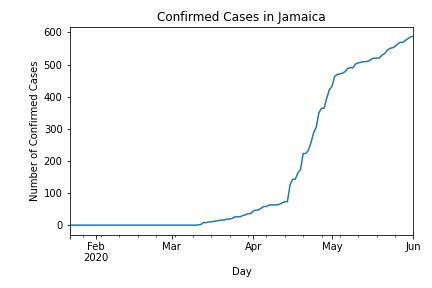 Confirmed Cases in Jamaica
600
500
400
300
200
100
0
Number of Confirmed Cases
Feb Mar Apr May Jun
2020
Day